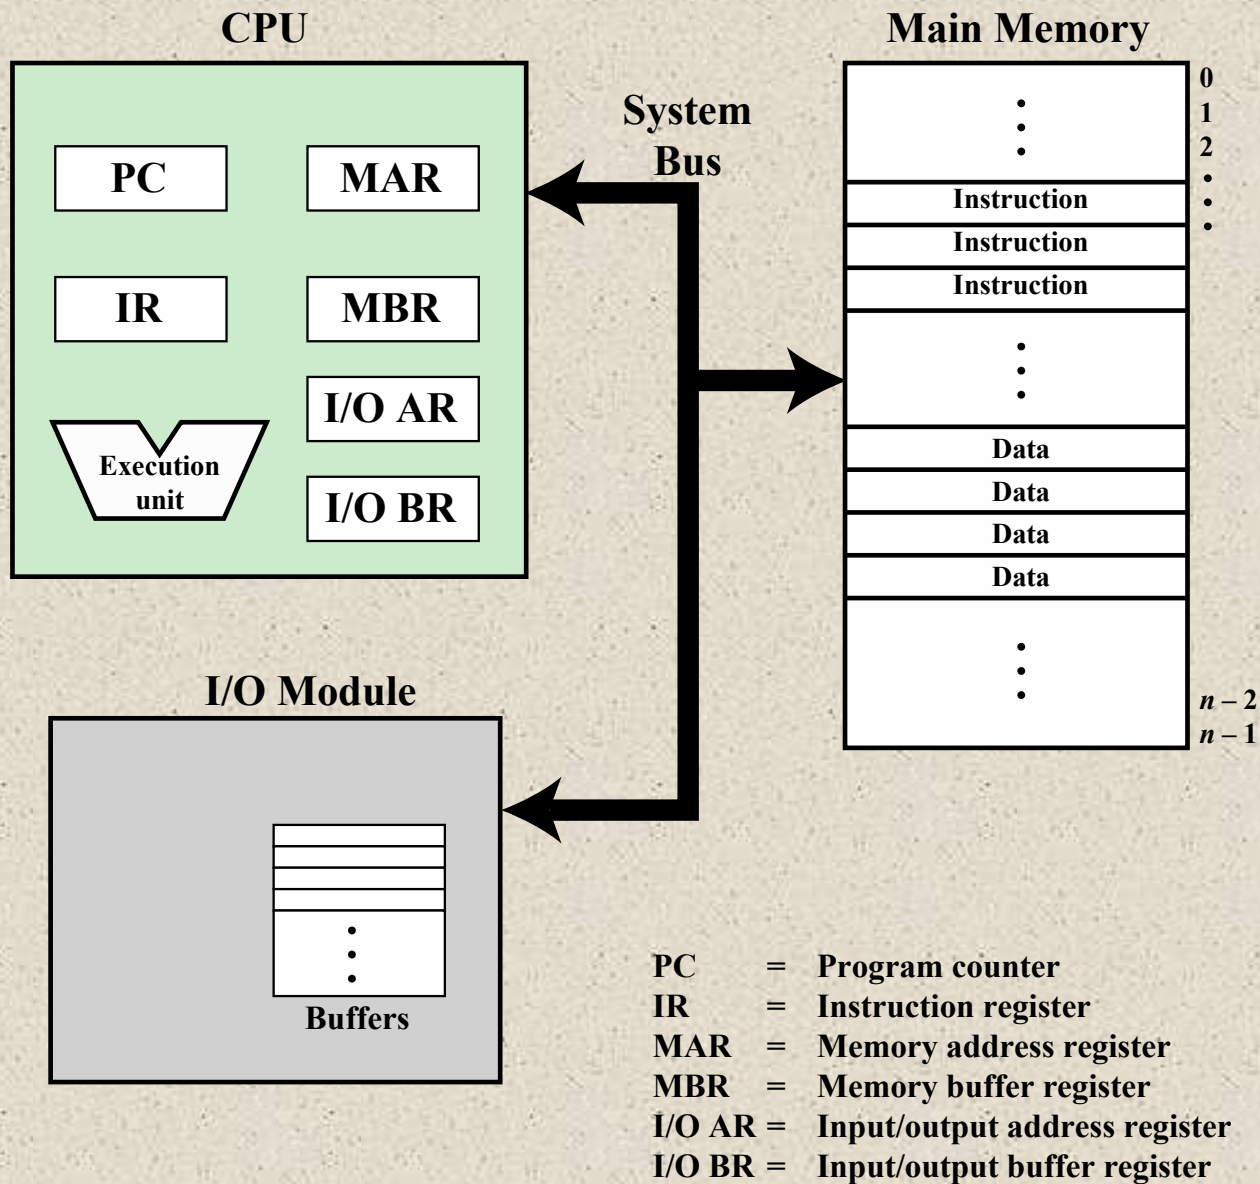 CPU
PC
MAR
IR
MBR
I/O AR
I/O BR
Execution
unit
System
Bus
Main Memory
0
1
2
Instruction
Instruction
Instruction
Data
Data
Data
Data
n – 2
n – 1
I/O Module
Buffers
PC = Program counter
IR = Instruction register
MAR = Memory address register
MBR = Memory buffer register
I/O AR = Input/output address register
I/O BR = Input/output buffer register